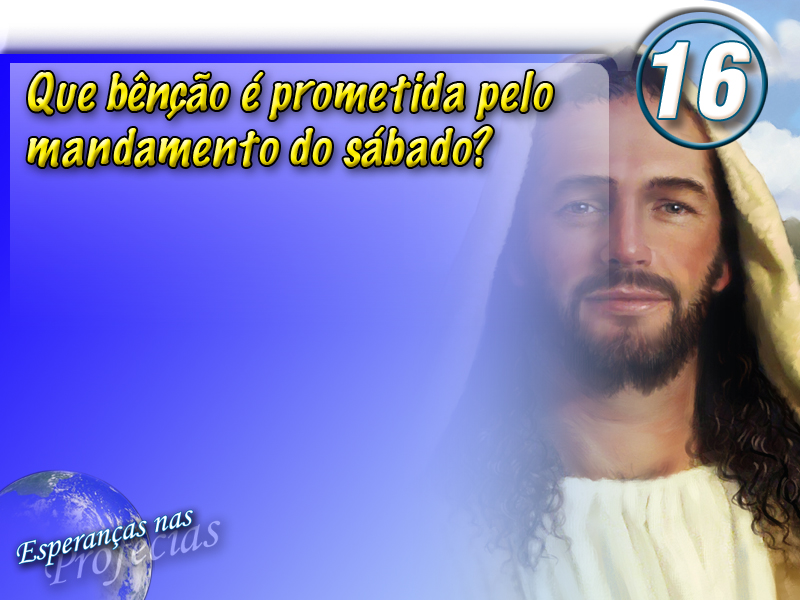 16
Que bênção é prometida pelo
mandamento do sábado?
Esperanças nas
Profecias